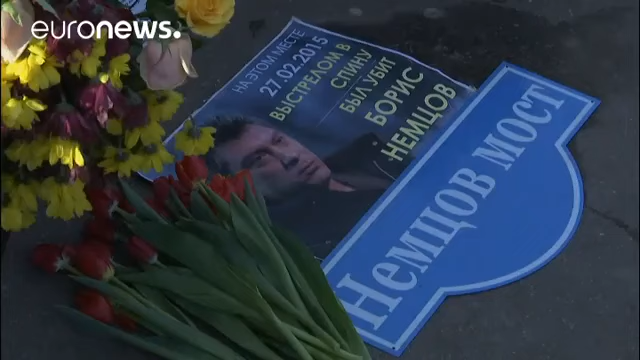 euronews.
НА ЭТОМ МЕСТЕ
27.02.2015
ВЫСТРЕЛОМ В
СПИНУ
БЫЛ УБИТ
БОРИС
НЕМЦОВ
Немцов мост